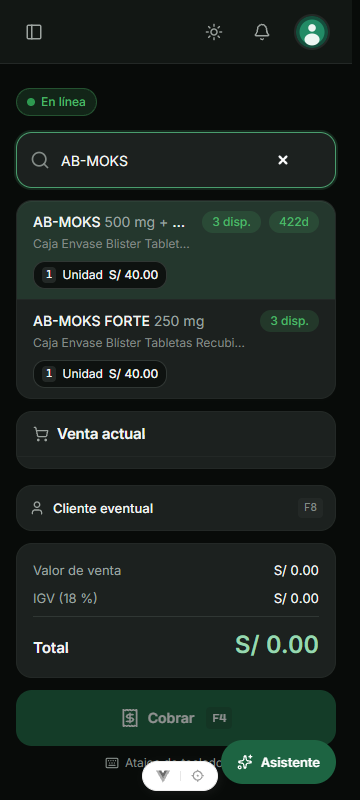 En línea
AB-MOKS
AB-MOKS 500 mg + ... 3 disp. 422d
Caja Envase Blister Tablet...
1 Unidad S/ 40.00
AB-MOKS FORTE 250 mg 3 disp.
Caja Envase Blíster Tabletas Recubi...
1 Unidad S/ 40.00
Venta actual
Cliente eventual F8
Valor de venta S/ 0.00
IGV (18 %) S/ 0.00
Total S/ 0.00
Cobrar F4
Asistente